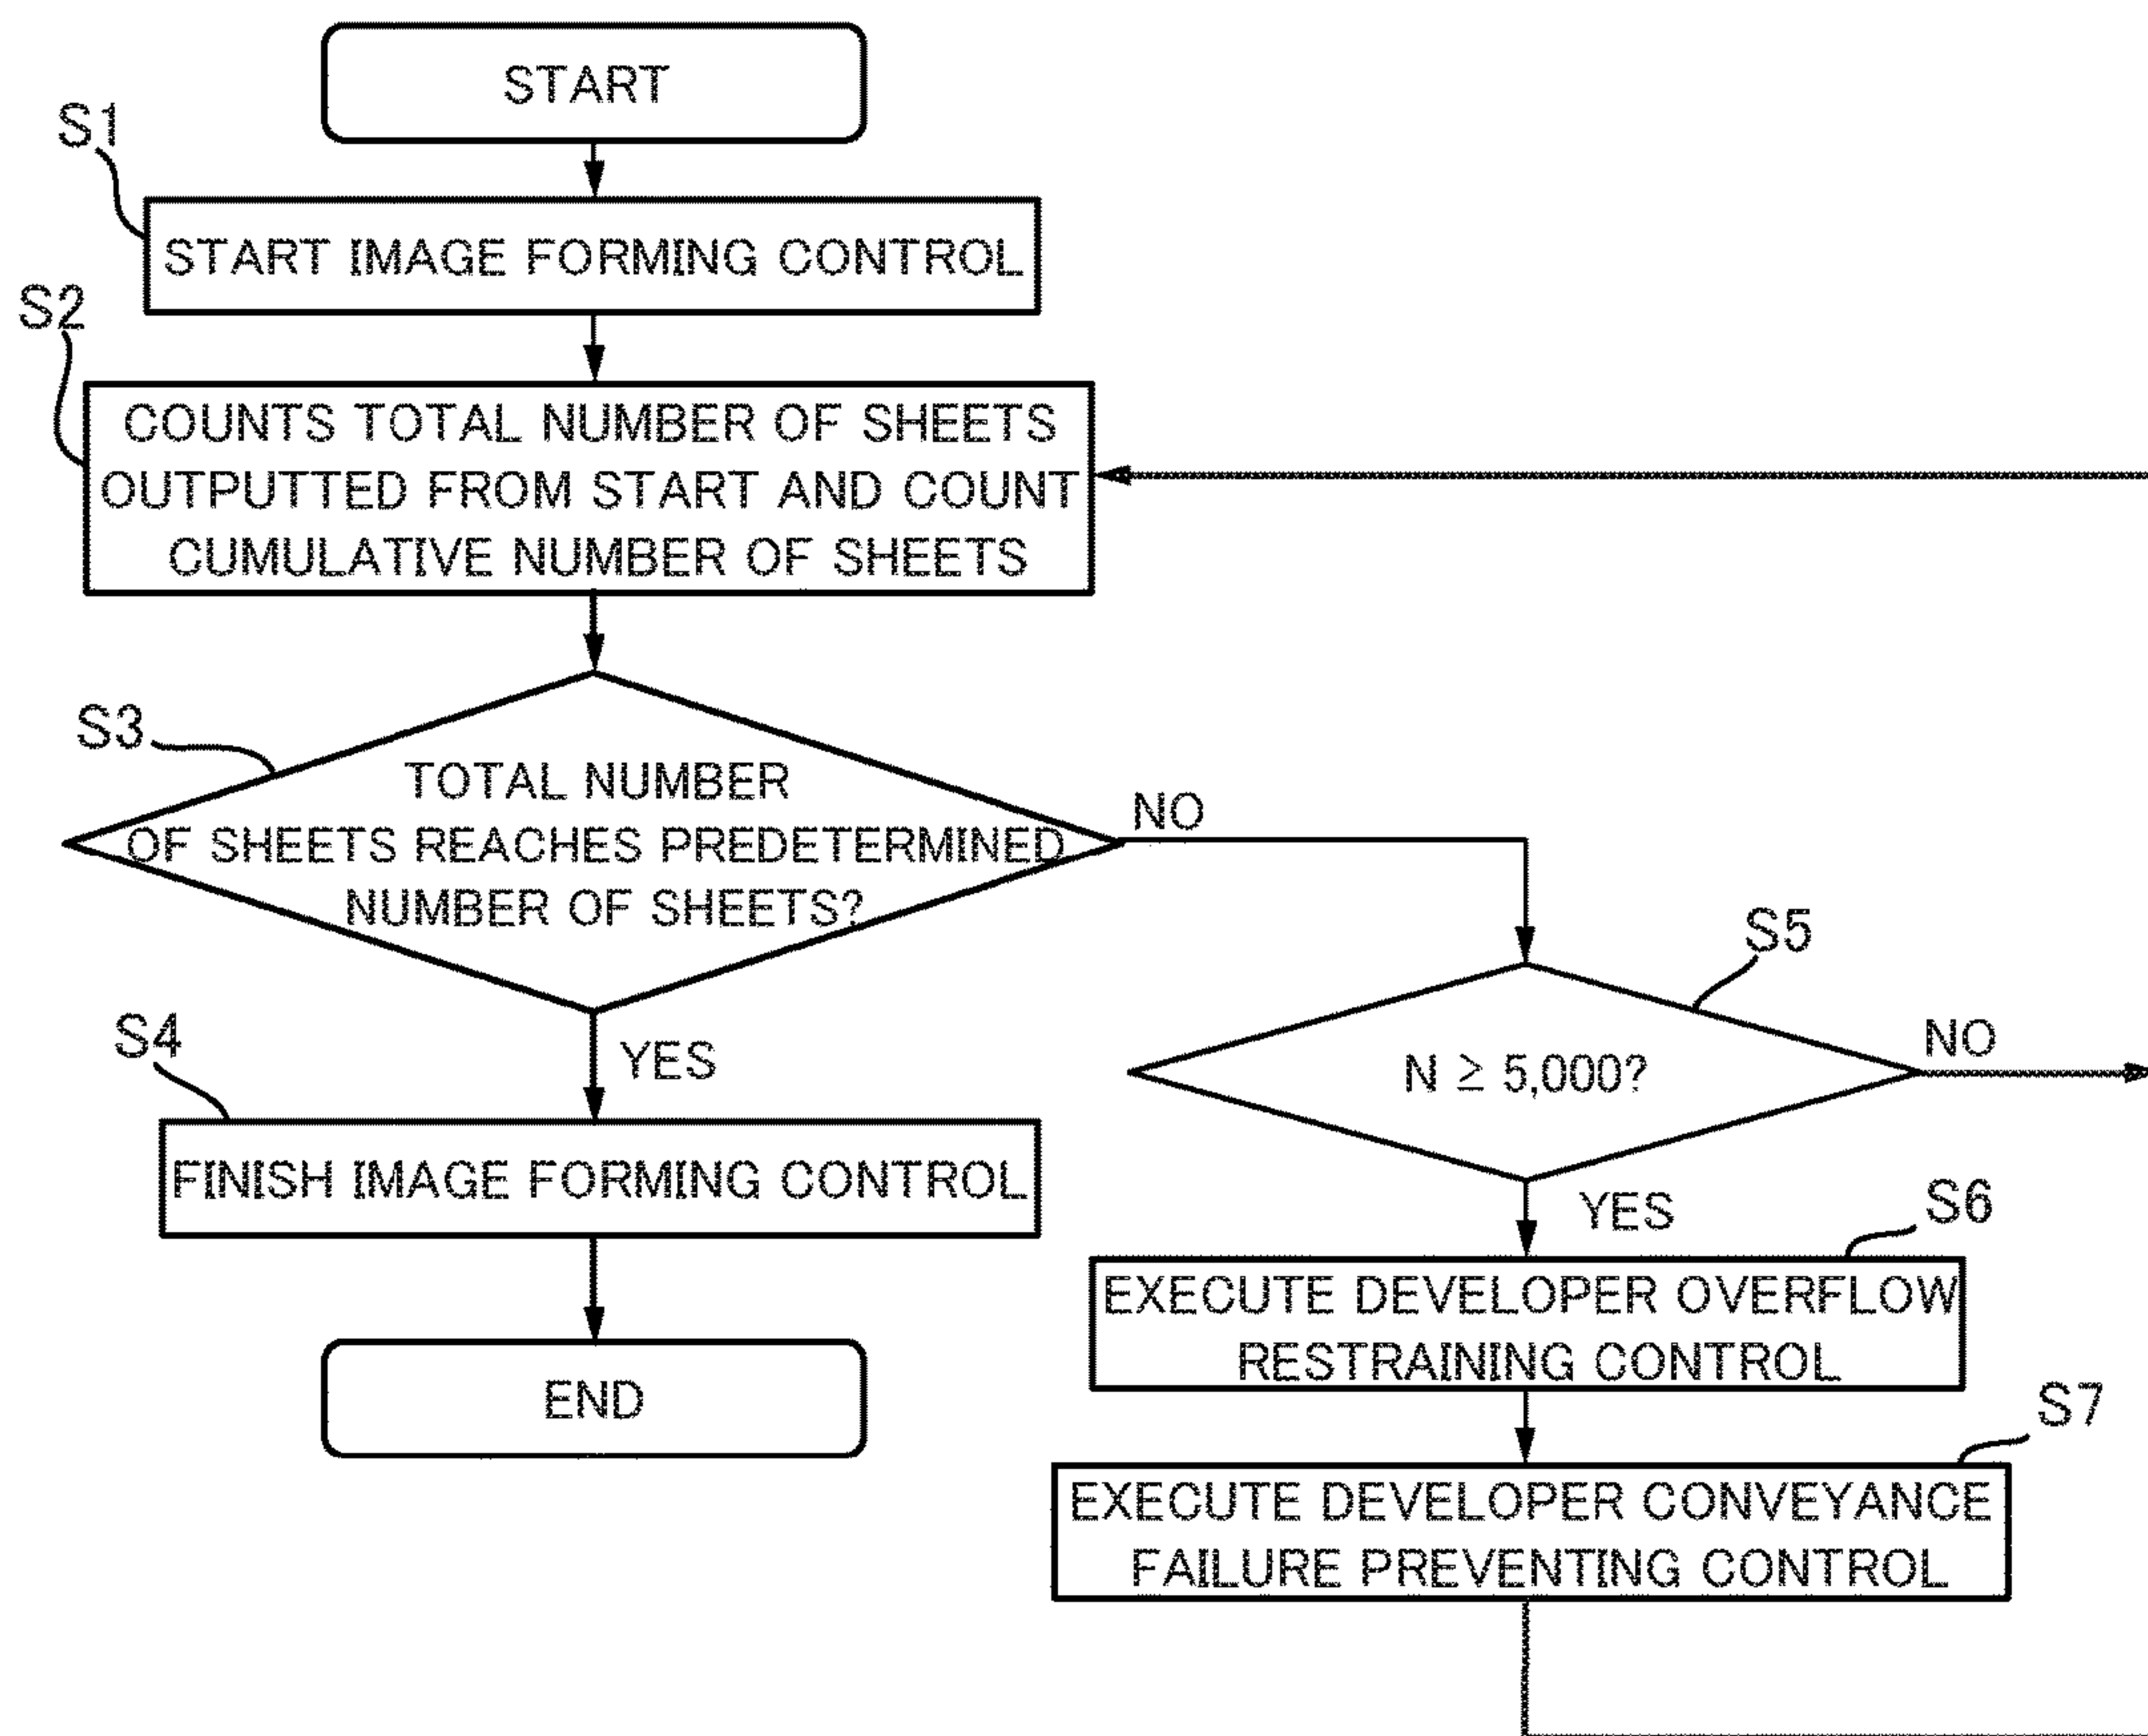 START
S1
START IMAGE FORMING CONTROL
S2
COUNTS TOTAL NUMBER OF SHEETS
OUTPUTTED FROM START AND COUNT
CUMULATIVE NUMBER OF SHEETS
S3
TOTAL NUMBER
OF SHEETS REACHES PREDETERMINED
NUMBER OF SHEETS?
NO
YES
S4
FINISH IMAGE FORMING CONTROL
END
S5
N ≥ 5,000?
NO
YES
S6
EXECUTE DEVELOPER OVERFLOW
RESTRAINING CONTROL
S7
EXECUTE DEVELOPER CONVEYANCE
FAILURE PREVENTING CONTROL